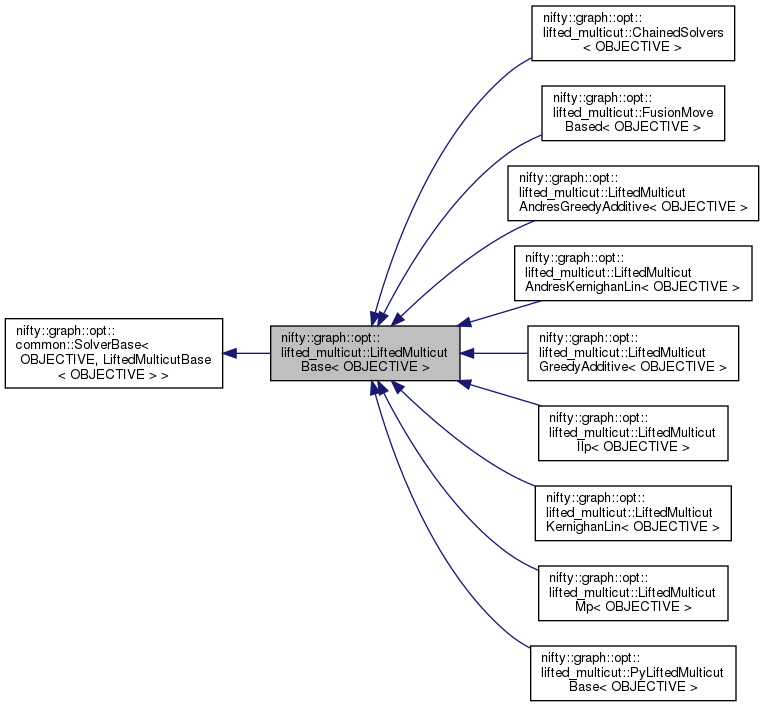 nifty::graph::opt::
common::SolverBase<
OBJECTIVE, LiftedMulticutBase
< OBJECTIVE > >
nifty::graph::opt::
lifted_multicut::LiftedMulticut
Base< OBJECTIVE >
nifty::graph::opt::
lifted_multicut::ChainedSolvers
< OBJECTIVE >
nifty::graph::opt::
lifted_multicut::FusionMove
Based< OBJECTIVE >
nifty::graph::opt::
lifted_multicut::LiftedMulticut
AndresGreedyAdditive< OBJECTIVE >
nifty::graph::opt::
lifted_multicut::LiftedMulticut
AndresKernighanLin< OBJECTIVE >
nifty::graph::opt::
lifted_multicut::LiftedMulticut
GreedyAdditive< OBJECTIVE >
nifty::graph::opt::
lifted_multicut::LiftedMulticut
Ilp< OBJECTIVE >
nifty::graph::opt::
lifted_multicut::LiftedMulticut
KernighanLin< OBJECTIVE >
nifty::graph::opt::
lifted_multicut::LiftedMulticut
Mp< OBJECTIVE >
nifty::graph::opt::
lifted_multicut::PyLiftedMulticut
Base< OBJECTIVE >